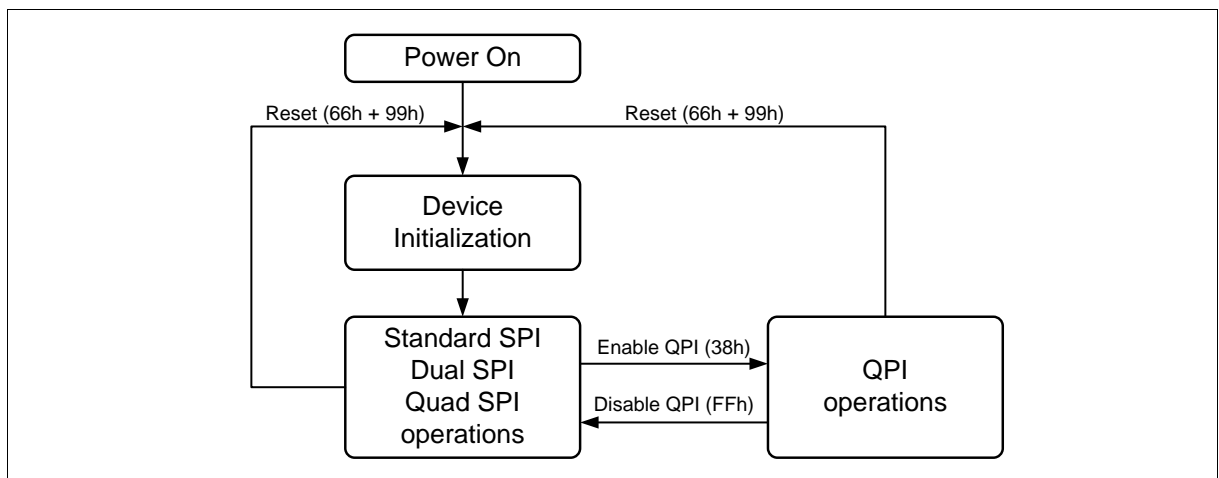 Power On
Reset (66h + 99h)
Reset (66h + 99h)
Device
Initialization
Standard SPI
Dual SPI
Quad SPI
operations
Enable QPI (38h)
Disable QPI (FFh)
QPI
operations